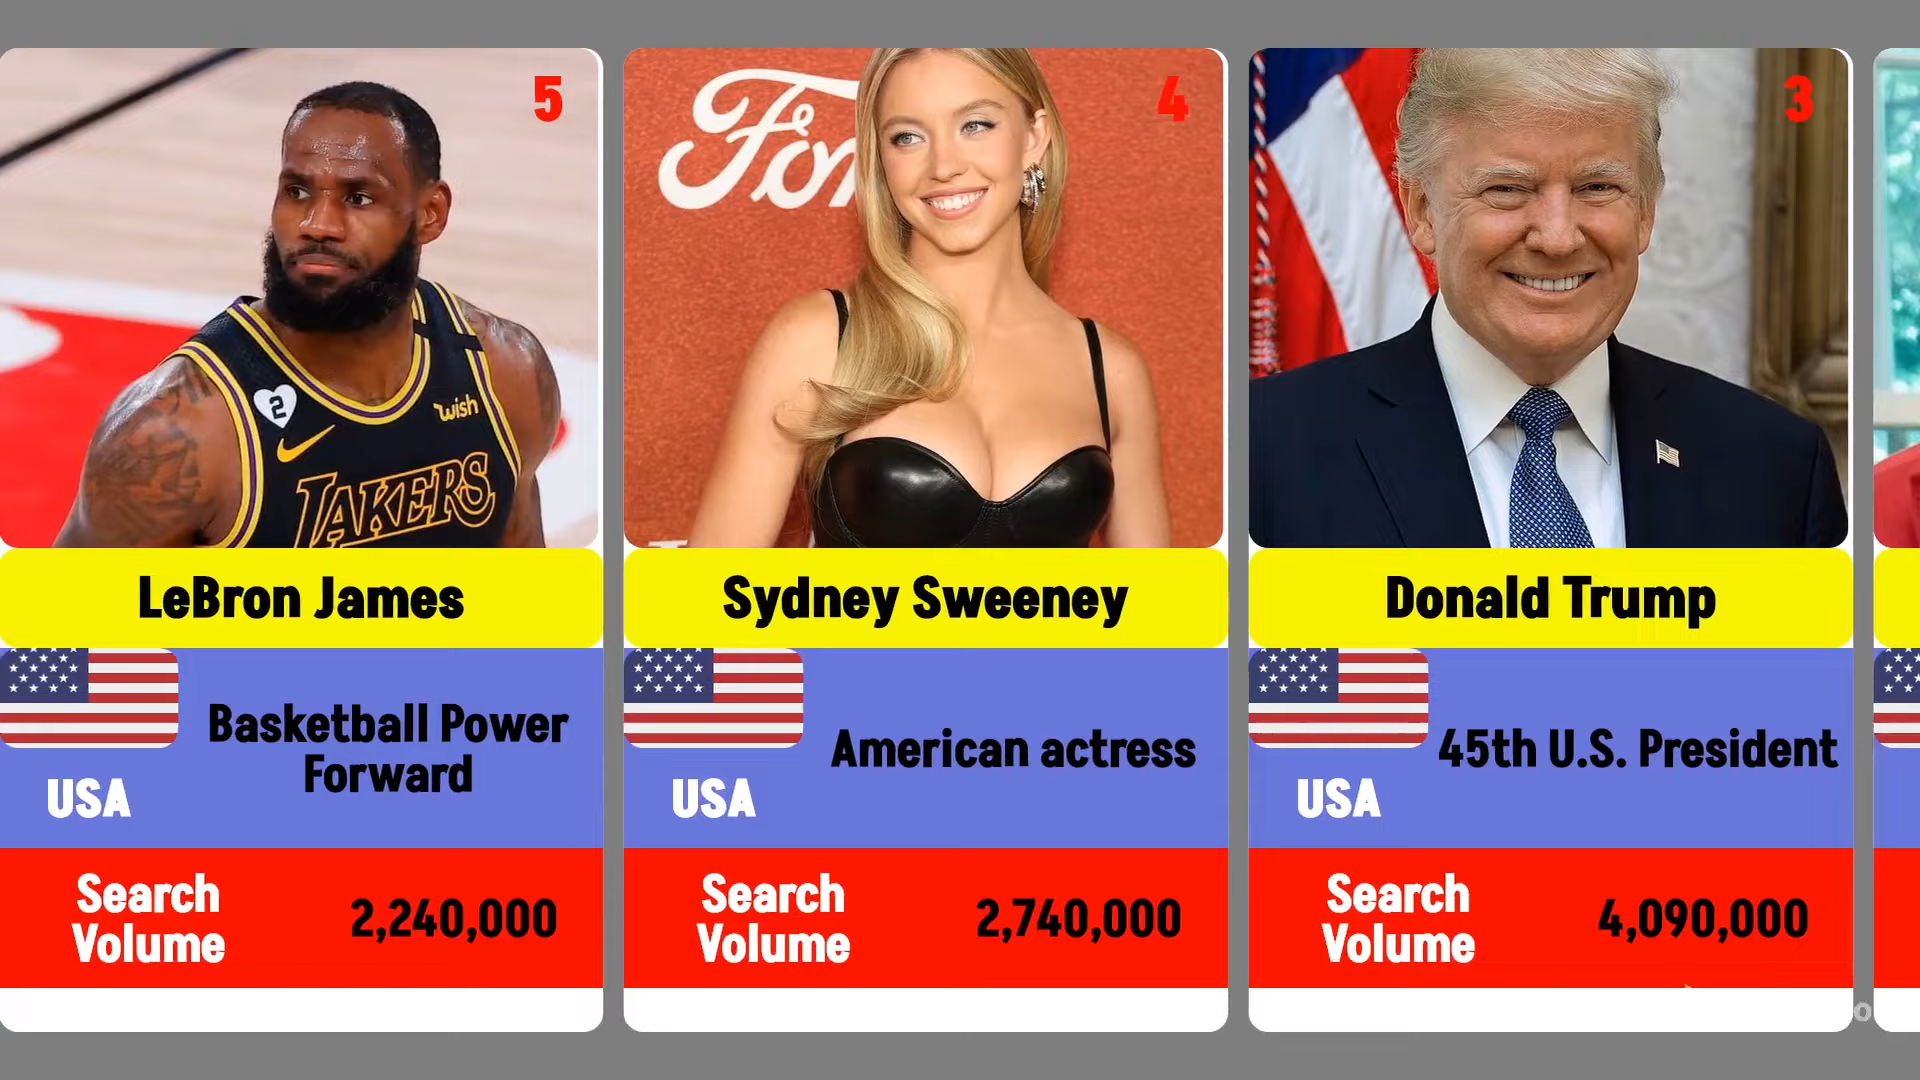 5
2
wish
LAKERS
LeBron James
Basketball Power
Forward
USA
Search
Volume
2,240,000
4
Sydney Sweeney
American actress
USA
Search
Volume
2,740,000
3
Donald Trump
45th U.S. President
USA
Search
Volume
4,090,000